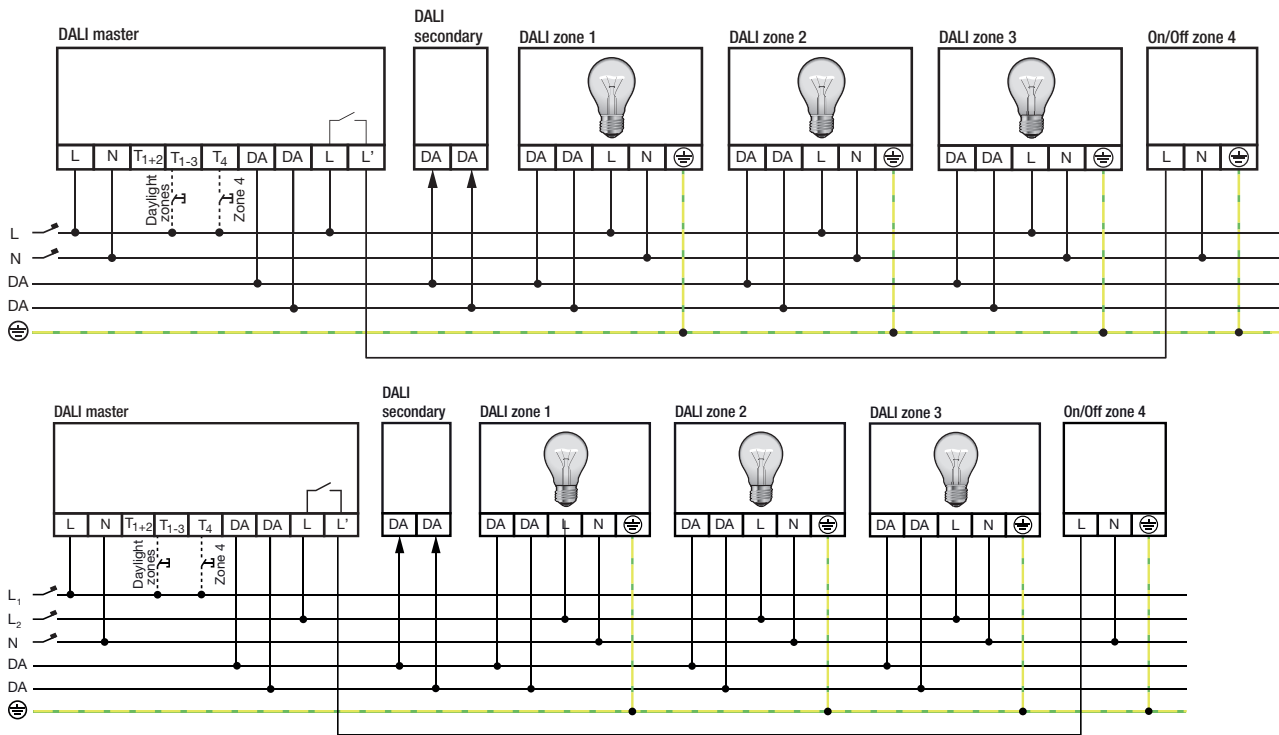 DALI master
DALI
secondary
DALI zone 1
DALI zone 2
DALI zone 3
On/Off zone 4
L N T1+2 T1-3 T4 DA DA L L'
DA DA
DA DA L N
DA DA L N
DA DA L N
L N
Daylight
zones
Zone 4
L
N
DA
DA
DALI master
DALI
secondary
DALI zone 1
DALI zone 2
DALI zone 3
On/Off zone 4
L N T1+2 T1-3 T4 DA DA L L'
DA DA
DA DA L N
DA DA L N
DA DA L N
L N
Daylight
zones
Zone 4
L1
L2
N
DA
DA